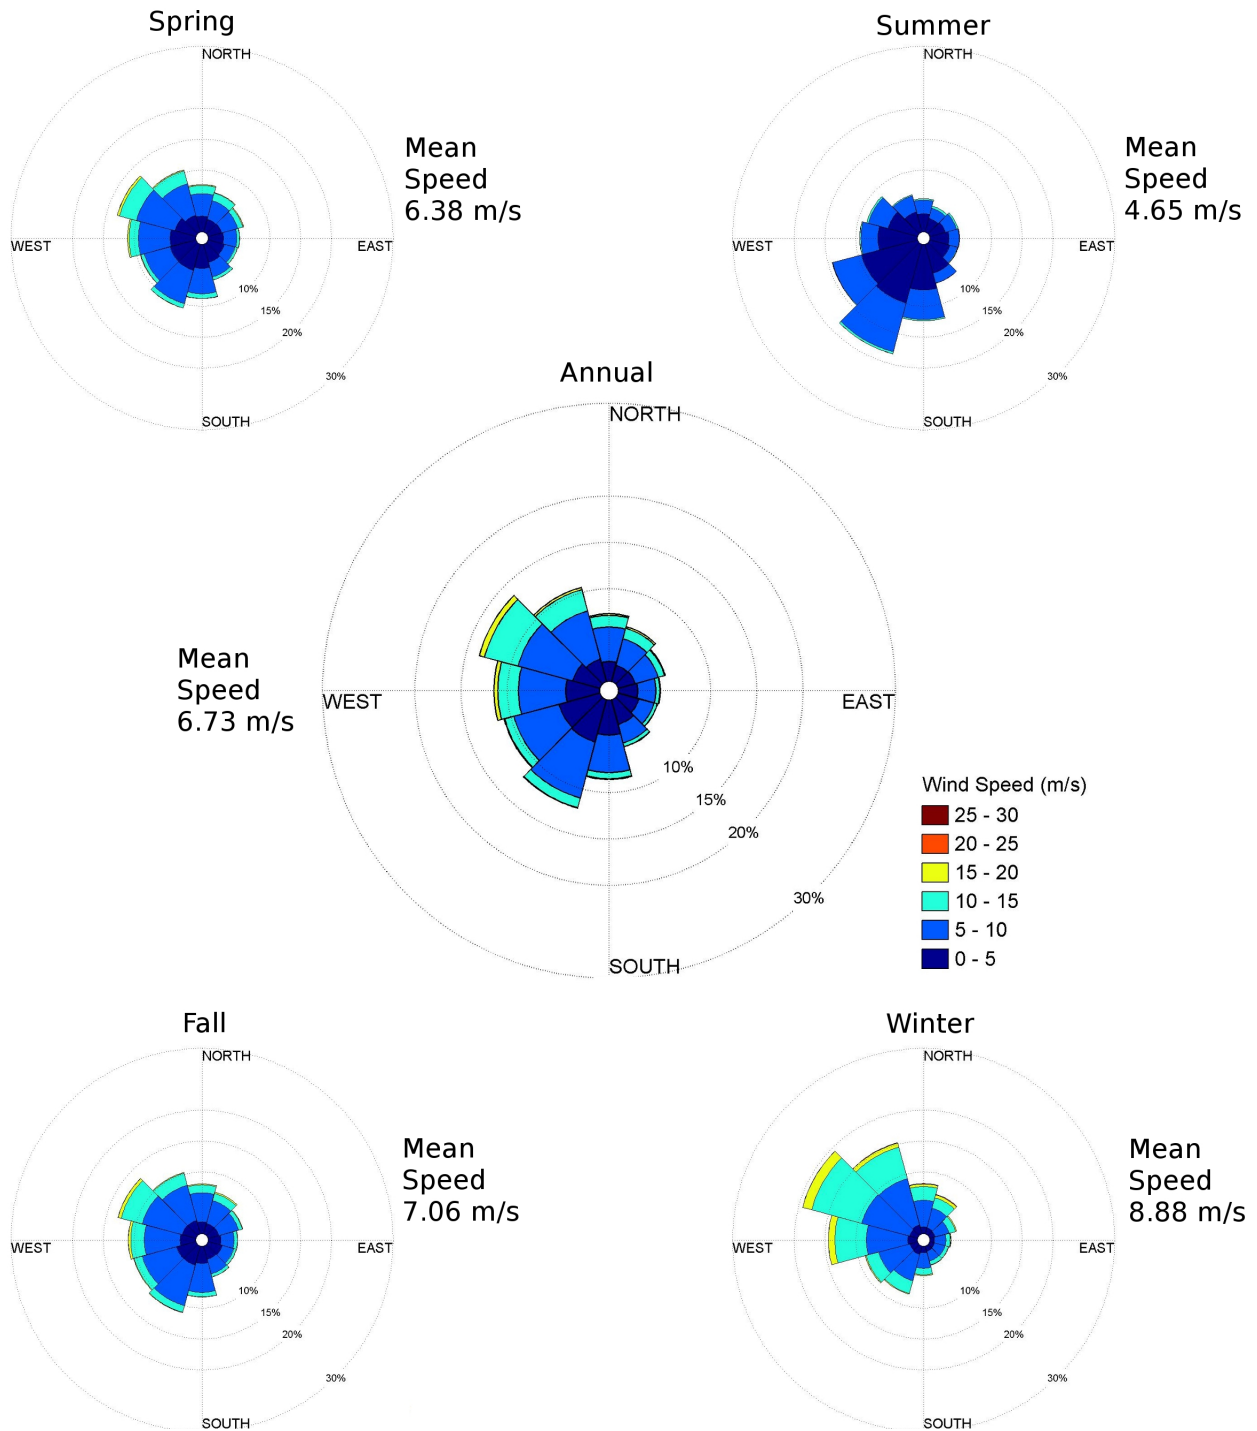 Spring
NORTH
WEST
EAST
SOUTH
10%
15%
20%
30%
Mean
Speed
6.38 m/s
Summer
NORTH
WEST
EAST
SOUTH
10%
15%
20%
30%
Mean
Speed
4.65 m/s
Annual
NORTH
WEST
EAST
SOUTH
10%
15%
20%
30%
Mean
Speed
6.73 m/s
Wind Speed (m/s)
25 - 30
20 - 25
15 - 20
10 - 15
5 - 10
0 - 5
Fall
NORTH
WEST
EAST
SOUTH
10%
15%
20%
30%
Mean
Speed
7.06 m/s
Winter
NORTH
WEST
EAST
SOUTH
10%
15%
20%
30%
Mean
Speed
8.88 m/s